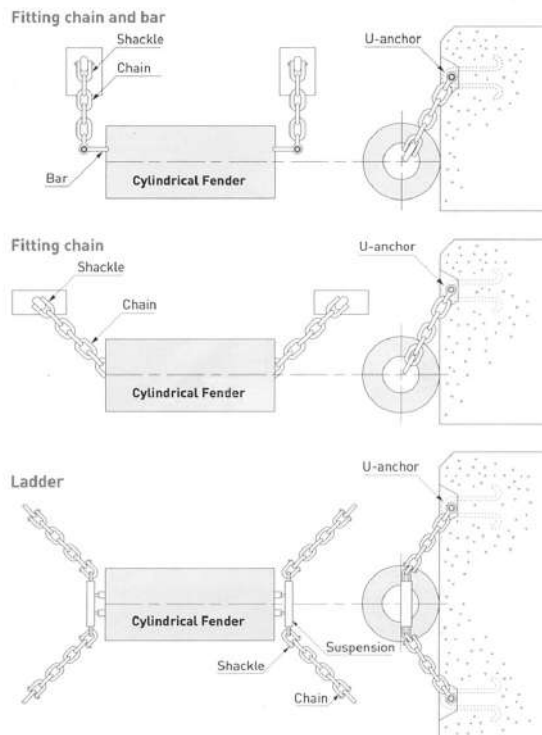 Fitting chain and bar
Shackle
U-anchor
Chain
Bar
Cylindrical Fender
Fitting chain
U-anchor
Shackle
Chain
Cylindrical Fender
U-anchor
Ladder
Cylindrical Fender
Suspension
Shackle
Chain